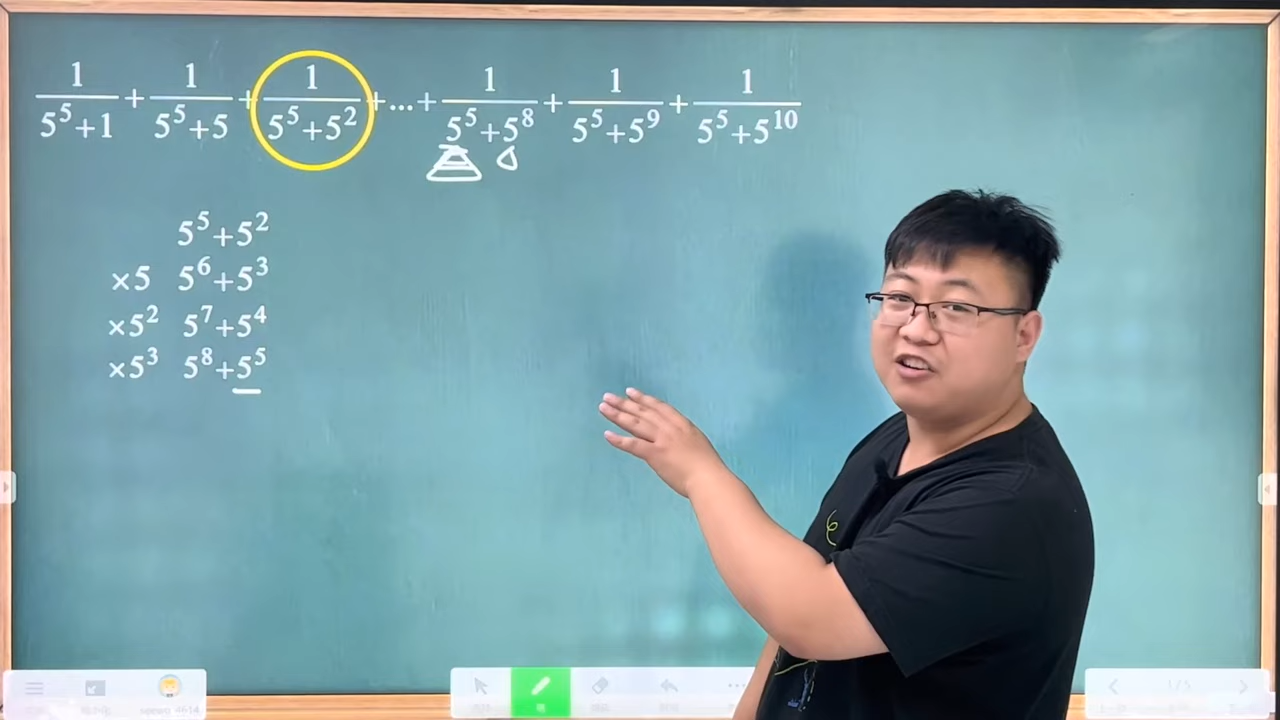 1/(5^5+1) + 1/(5^5+5) + 1/(5^5+5^2) + ... + 1/(5^5+5^8) + 1/(5^5+5^9) + 1/(5^5+5^10)
5^5+5^2
×5 5^6+5^3
×5^2 5^7+5^4
×5^3 5^8+5^5